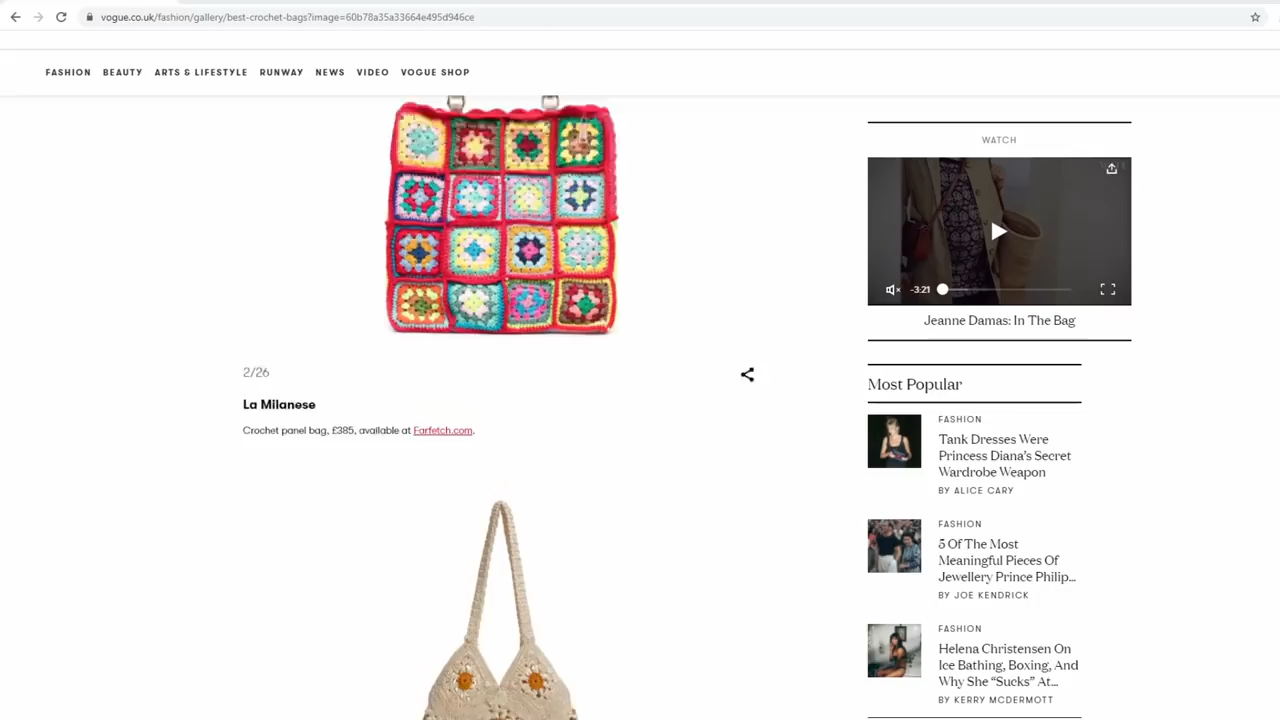 vogue.co.uk/fashion/gallery/best-crochet-bags?image=60b78a35a33664e495d946ce
FASHION BEAUTY ARTS & LIFESTYLE RUNWAY NEWS VIDEO VOGUE SHOP
2/26
La Milanese
Crochet panel bag, £385, available at Farfetch.com.
WATCH
-3:21
Jeanne Damas: In The Bag
Most Popular
FASHION
Tank Dresses Were
Princess Diana's Secret
Wardrobe Weapon
BY ALICE CARY
FASHION
5 Of The Most
Meaningful Pieces Of
Jewellery Prince Philip...
BY JOE KENDRICK
FASHION
Helena Christensen On
Ice Bathing, Boxing, And
Why She “Sucks” At...
BY KERRY MCDERMOTT